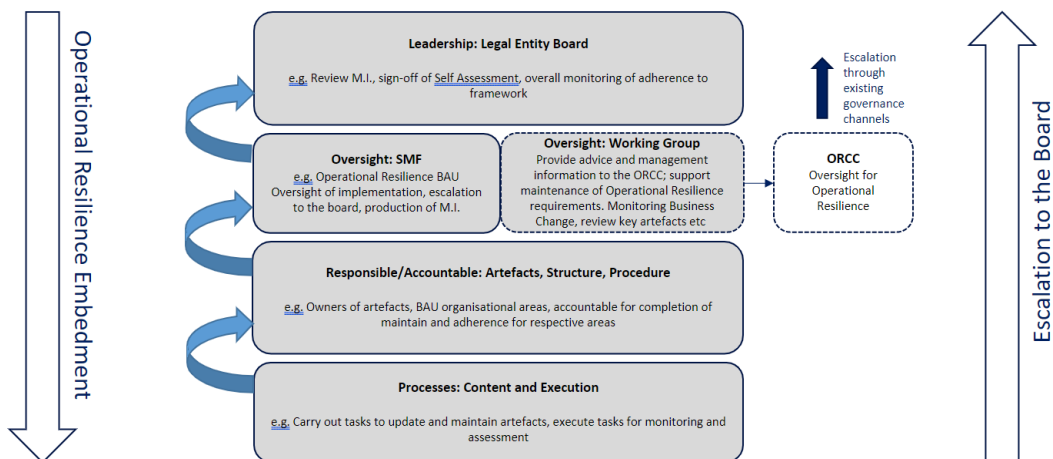 Operational Resilience Embedment
Leadership: Legal Entity Board
e.g. Review M.I., sign-off of Self Assessment, overall monitoring of adherence to
framework
Escalation
through
existing
governance
channels
Oversight: SMF
e.g. Operational Resilience BAU
Oversight of implementation, escalation
to the board, production of M.I.
Oversight: Working Group
Provide advice and management
information to the ORCC; support
maintenance of Operational Resilience
requirements. Monitoring Business
Change, review key artefacts etc
ORCC
Oversight for
Operational
Resilience
Responsible/Accountable: Artefacts, Structure, Procedure
e.g. Owners of artefacts, BAU organisational areas, accountable for completion of
maintain and adherence for respective areas
Processes: Content and Execution
e.g. Carry out tasks to update and maintain artefacts, execute tasks for monitoring and
assessment
Escalation to the Board